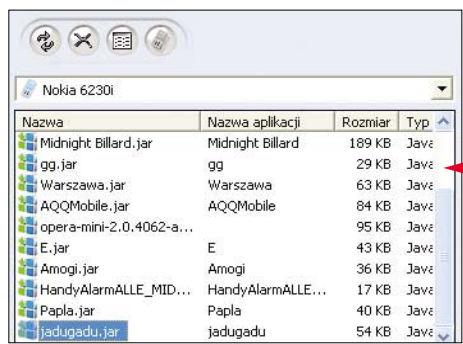 Nokia 6230i
Nazwa Nazwa aplikacji Rozmiar Typ
Midnight Billard.jar Midnight Billard 189 KB Java
gg.jar gg 29 KB Java
Warszawa.jar Warszawa 63 KB Java
AQQMobile.jar AQQMobile 84 KB Java
opera-mini-2.0.4062-a... 95 KB Java
E.jar E 43 KB Java
Amogi.jar Amogi 36 KB Java
HandyAlarmALLE_MID... HandyAlarmALLE... 17 KB Java
Papla.jar Papla 40 KB Java
jadugadu.jar jadugadu 54 KB Java